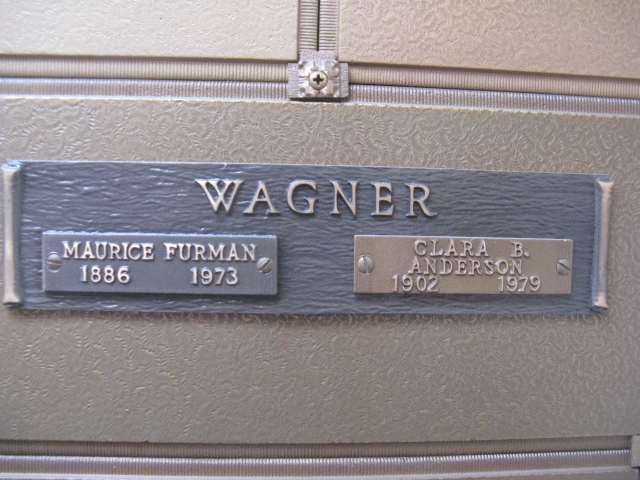 WAGNER
MAURICE FURMAN
1886 1973
CLARA B.
ANDERSON
1902 1979